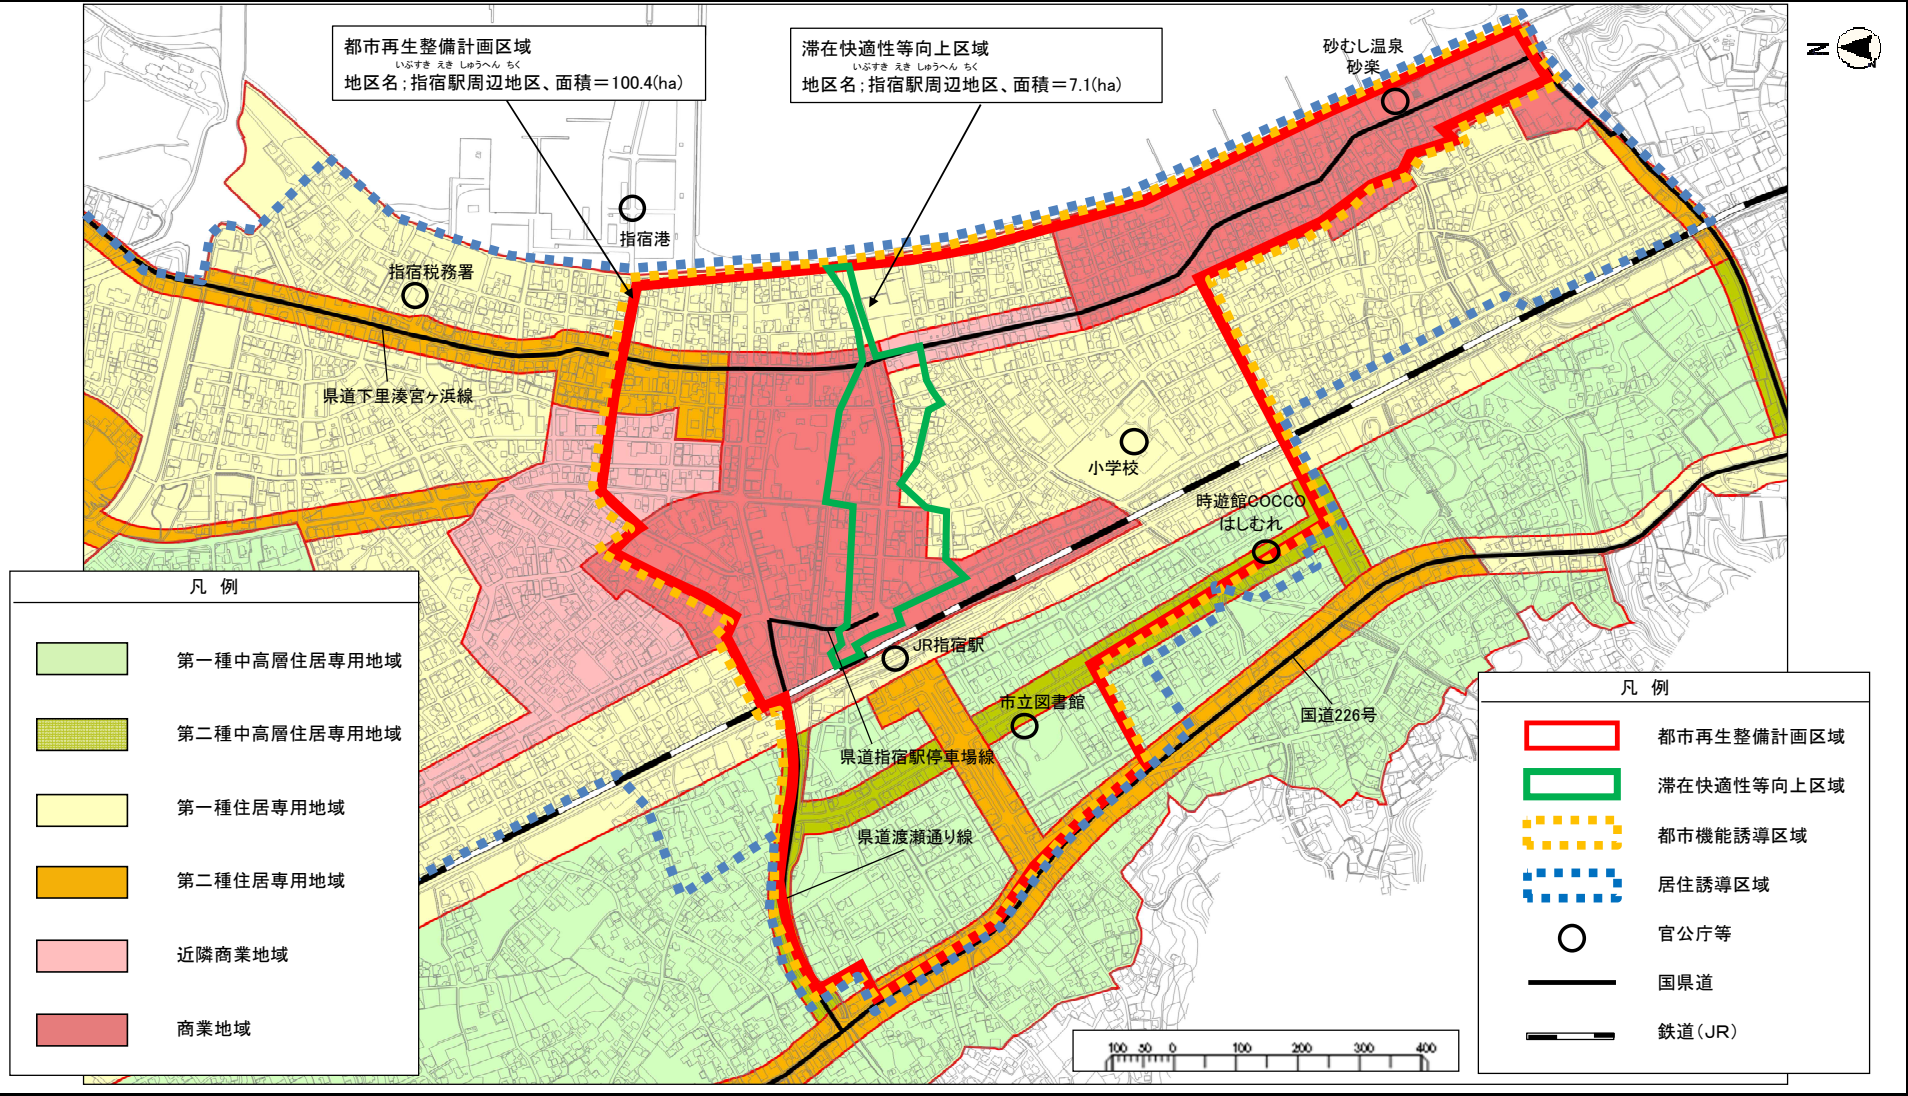 都市再生整備計画区域
いぶすき えき しゅうへん ちく
地区名；指宿駅周辺地区、面積＝100.4(ha)
滞在快適性等向上区域
いぶすき えき しゅうへん ちく
地区名；指宿駅周辺地区、面積＝7.1(ha)
砂むし温泉
砂楽
N
指宿港
指宿税務署
県道下里湊宮ヶ浜線
小学校
時遊館COCCO
はしむれ
JR指宿駅
市立図書館
国道226号
県道指宿駅停車場線
県道渡瀬通り線
凡 例
第一種中高層住居専用地域
第二種中高層住居専用地域
第一種住居専用地域
第二種住居専用地域
近隣商業地域
商業地域
凡 例
都市再生整備計画区域
滞在快適性等向上区域
都市機能誘導区域
居住誘導区域
官公庁等
国県道
鉄道（JR）
100 50 0 100 200 300 400